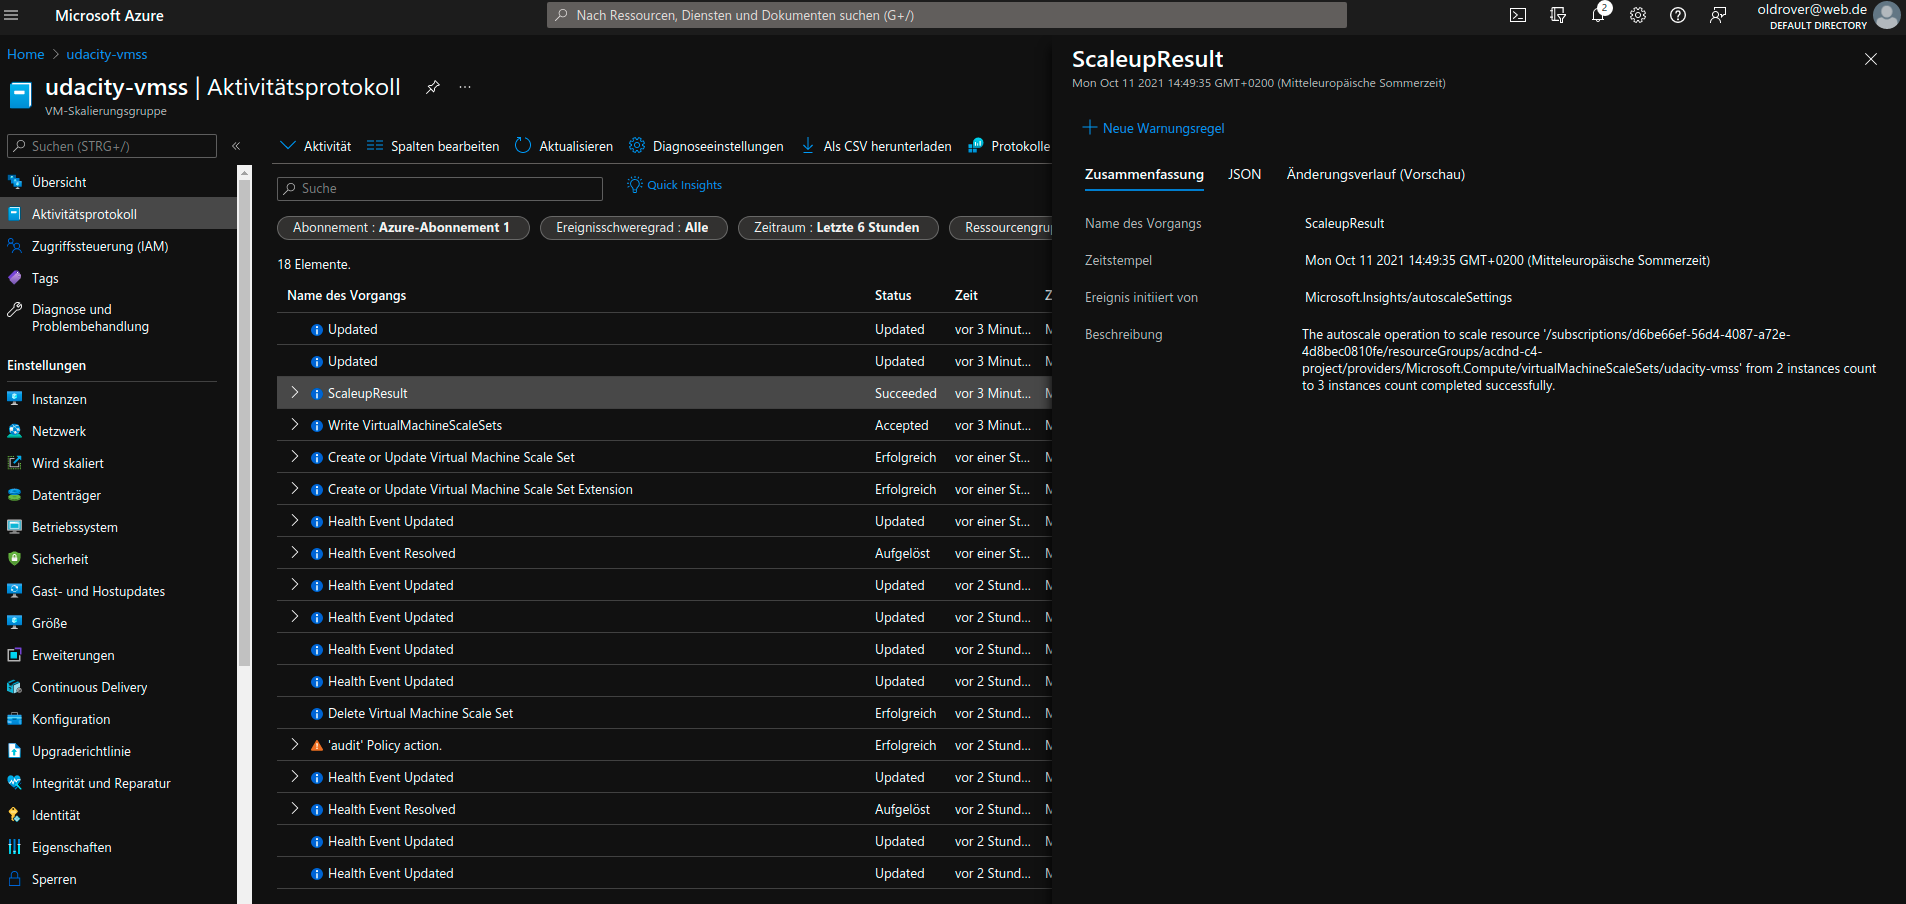 Microsoft Azure
Nach Ressourcen, Diensten und Dokumenten suchen (G+/)
2
oldrover@web.de
DEFAULT DIRECTORY
Home > udacity-vmss
udacity-vmss | Aktivitätsprotokoll
VM-Skalierungsgruppe
Suchen (STRG+/)
«
Übersicht
Aktivitätsprotokoll
Zugriffssteuerung (IAM)
Tags
Diagnose und
Problembehandlung
Einstellungen
Instanzen
Netzwerk
Wird skaliert
Datenträger
Betriebssystem
Sicherheit
Gast- und Hostupdates
Größe
Erweiterungen
Continuous Delivery
Konfiguration
Upgraderichtlinie
Integrität und Reparatur
Identität
Eigenschaften
Sperren
Aktivität
Spalten bearbeiten
Aktualisieren
Diagnoseeinstellungen
Als CSV herunterladen
Protokolle
Suche
Quick Insights
Abonnement : Azure-Abonnement 1
Ereignisschweregrad : Alle
Zeitraum : Letzte 6 Stunden
Ressourcengru
18 Elemente.
Name des Vorgangs Status Zeit Z
Updated Updated vor 3 Minut... M
Updated Updated vor 3 Minut... M
ScaleupResult Succeeded vor 3 Minut... M
Write VirtualMachineScaleSets Accepted vor 3 Minut... M
Create or Update Virtual Machine Scale Set Erfolgreich vor einer St... M
Create or Update Virtual Machine Scale Set Extension Erfolgreich vor einer St... M
Health Event Updated Updated vor einer St... M
Health Event Resolved Aufgelöst vor einer St... M
Health Event Updated Updated vor 2 Stund... M
Health Event Updated Updated vor 2 Stund... M
Health Event Updated Updated vor 2 Stund... M
Health Event Updated Updated vor 2 Stund... M
Delete Virtual Machine Scale Set Erfolgreich vor 2 Stund... M
'audit' Policy action. Erfolgreich vor 2 Stund... M
Health Event Updated Updated vor 2 Stund... M
Health Event Resolved Aufgelöst vor 2 Stund... M
Health Event Updated Updated vor 2 Stund... M
Health Event Updated Updated vor 2 Stund... M
ScaleupResult
Mon Oct 11 2021 14:49:35 GMT+0200 (Mitteleuropäische Sommerzeit)
Neue Warnungsregel
Zusammenfassung JSON Änderungsverlauf (Vorschau)
Name des Vorgangs ScaleupResult
Zeitstempel Mon Oct 11 2021 14:49:35 GMT+0200 (Mitteleuropäische Sommerzeit)
Ereignis initiiert von Microsoft.Insights/autoscaleSettings
Beschreibung The autoscale operation to scale resource '/subscriptions/d6be66ef-56d4-4087-a72e-
4d8bec0810fe/resourceGroups/acdnd-c4-
project/providers/Microsoft.Compute/virtualMachineScaleSets/udacity-vmss' from 2 instances count
to 3 instances count completed successfully.